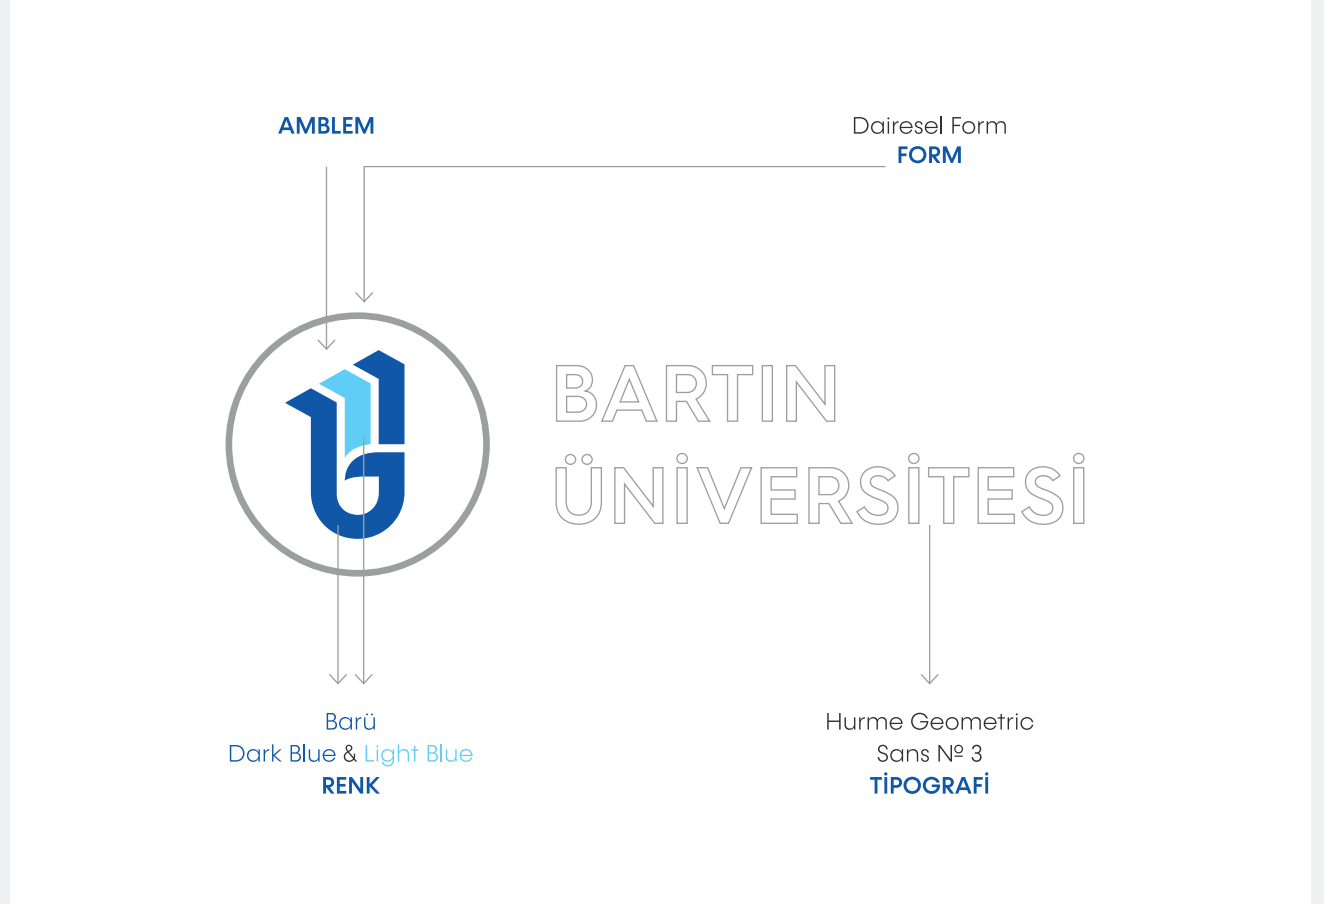 AMBLEM
Dairesel Form
FORM
BARTIN
ÜNİVERSİTESİ
Barü
Dark Blue & Light Blue
RENK
Hurme Geometric
Sans Nº 3
TİPOGRAFİ